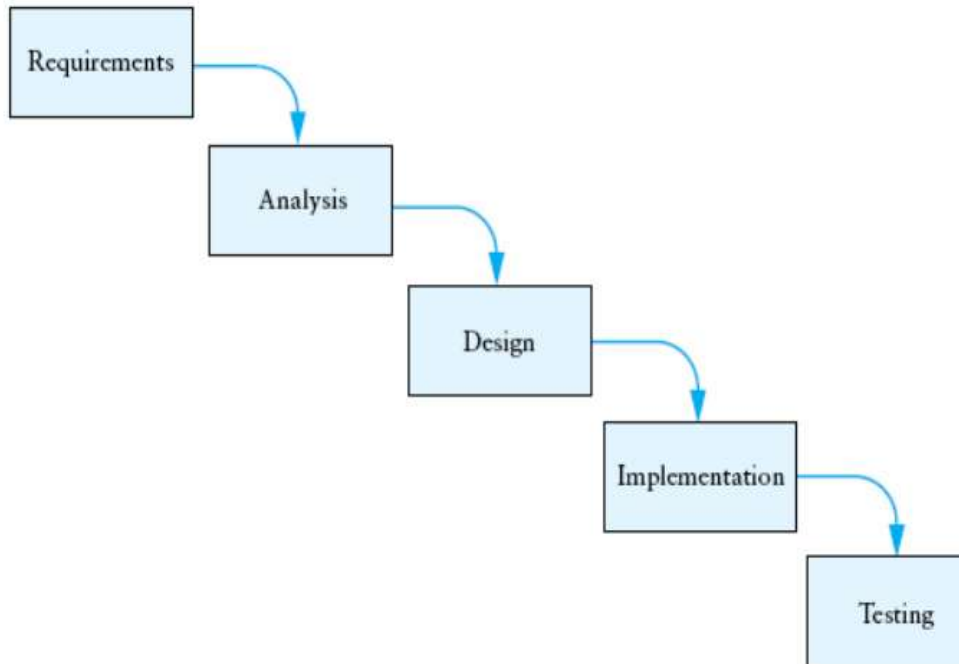 Requirements
Analysis
Design
Implementation
Testing